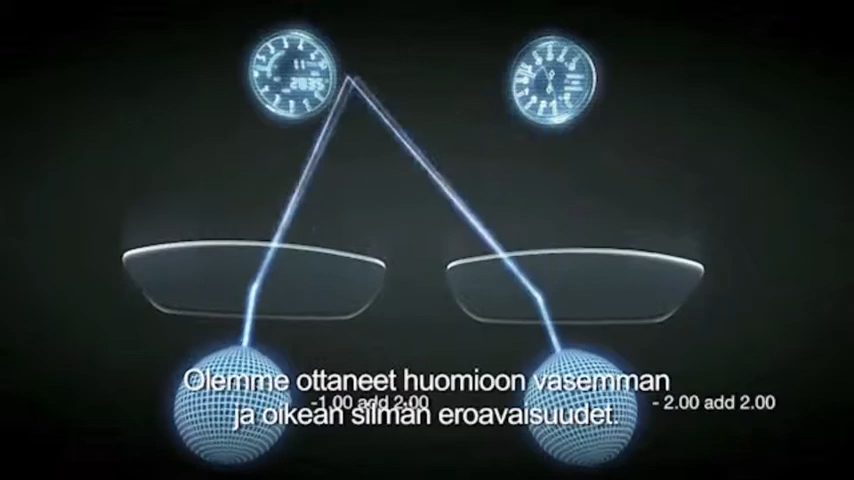 Olemme ottaneet huomioon vasemman
ja oikean silmän eroavaisuudet.
-1.00 add 2.00
- 2.00 add 2.00